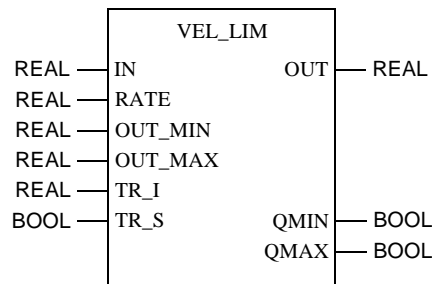 VEL_LIM
REAL IN OUT REAL
REAL RATE
REAL OUT_MIN
REAL OUT_MAX
REAL TR_I
BOOL TR_S QMIN BOOL
QMAX BOOL